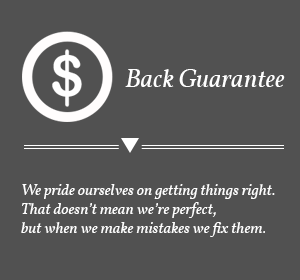 $ Back Guarantee
We pride ourselves on getting things right.
That doesn't mean we're perfect,
but when we make mistakes we fix them.